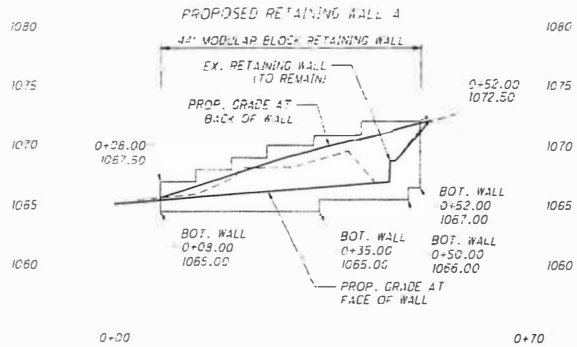 PROPOSED RETAINING WALL A
1080
1080
44' MODULAR BLOCK RETAINING WALL
EX. RETAINING WALL
(TO REMAIN)
1075
1075
0+52.00
1072.50
PROP. GRADE AT
BACK OF WALL
1070
1070
0+08.00
1067.50
1065
1065
BOT. WALL
0+52.00
1067.00
BOT. WALL
0+08.00
1065.00
BOT. WALL
0+35.00
1065.00
BOT. WALL
0+50.00
1066.00
1060
1060
PROP. GRADE AT
FACE OF WALL
0+00
0+70